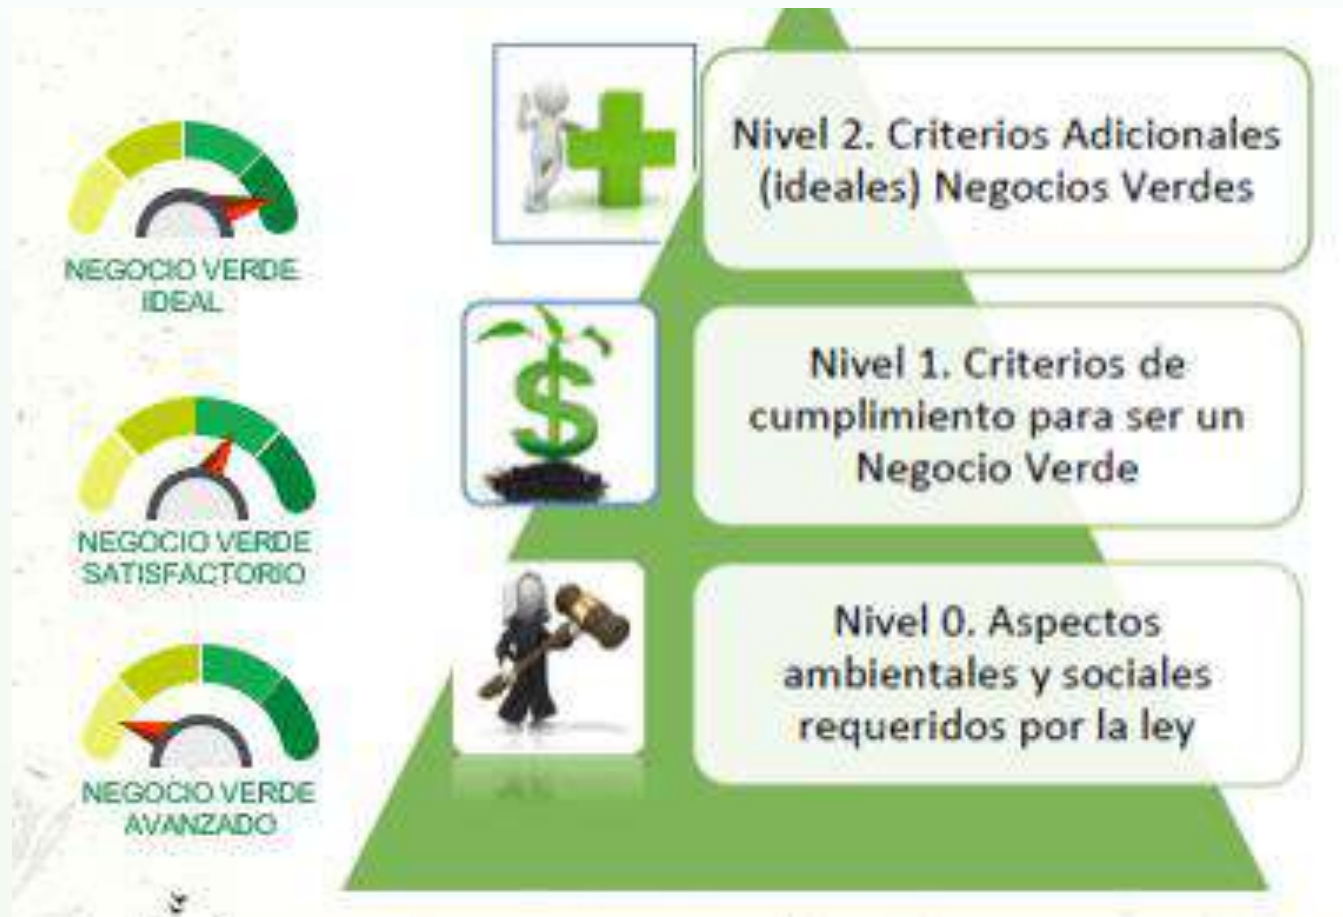 NEGOCIO VERDE
IDEAL
NEGOCIO VERDE
SATISFACTORIO
NEGOCIO VERDE
AVANZADO
Nivel 2. Criterios Adicionales
(ideales) Negocios Verdes
Nivel 1. Criterios de
cumplimiento para ser un
Negocio Verde
Nivel 0. Aspectos
ambientales y sociales
requeridos por la ley